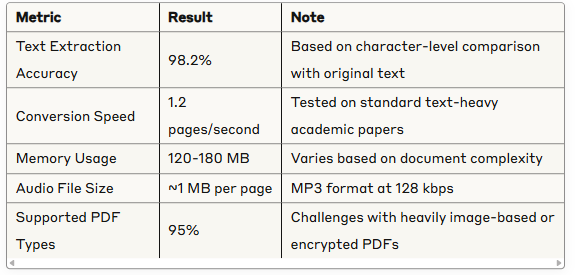 Metric Result Note
Text Extraction Accuracy 98.2% Based on character-level comparison with original text
Conversion Speed 1.2 pages/second Tested on standard text-heavy academic papers
Memory Usage 120-180 MB Varies based on document complexity
Audio File Size ~1 MB per page MP3 format at 128 kbps
Supported PDF Types 95% Challenges with heavily image-based or encrypted PDFs